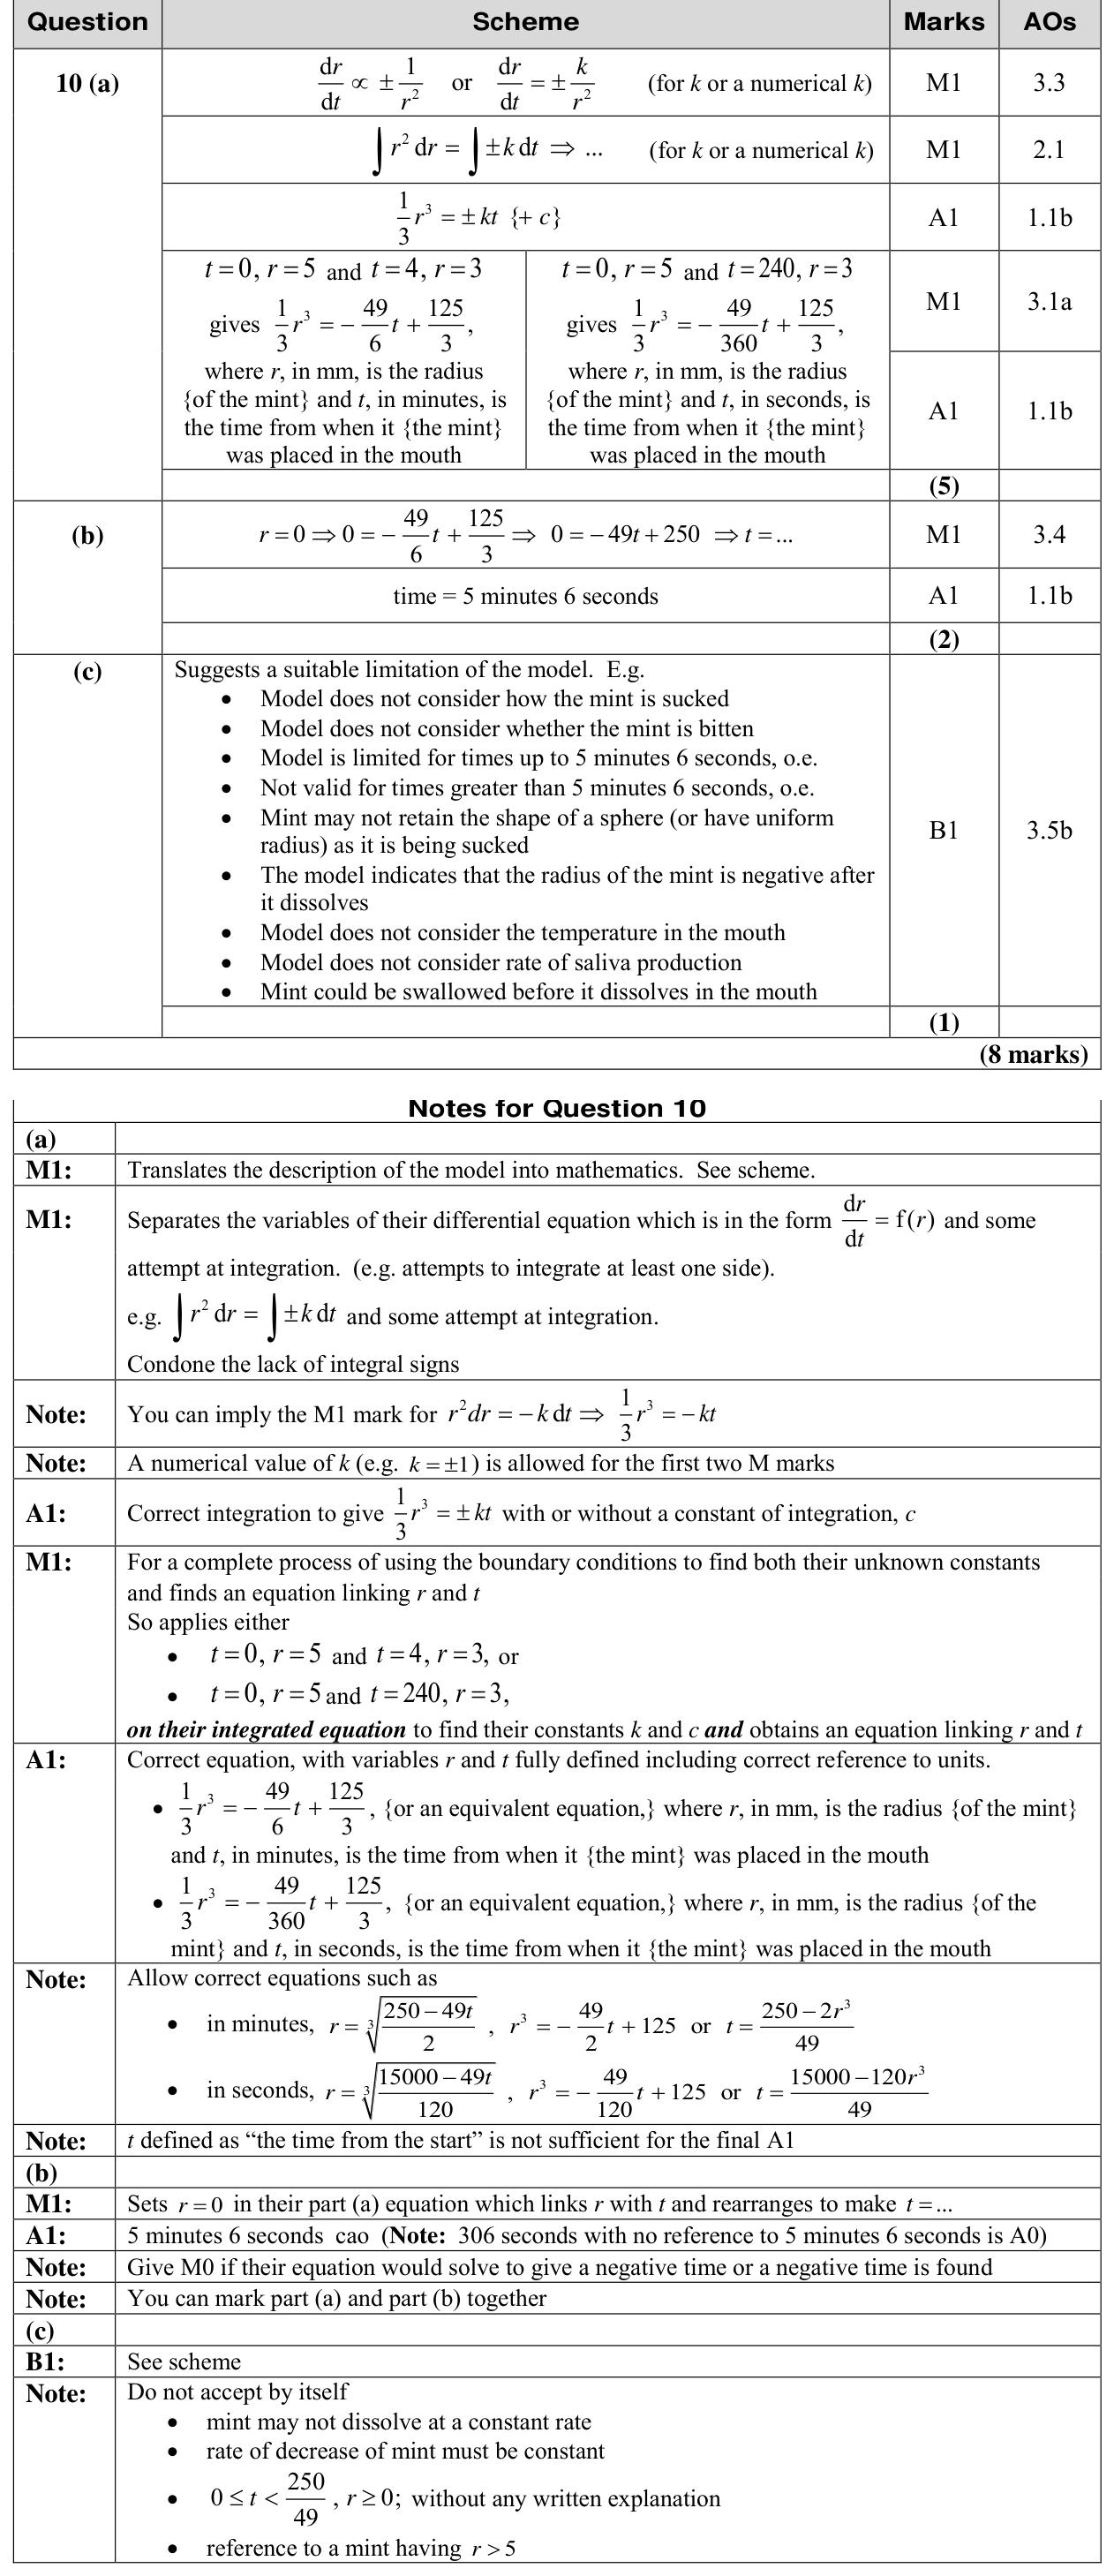 Question Scheme Marks AOs
10 (a) dr/dt ∝ ± 1/r² or dr/dt = ± k/r² (for k or a numerical k) M1 3.3
∫ r² dr = ∫ ±k dt ⇒ ... (for k or a numerical k) M1 2.1
1/3 r³ = ± kt {+ c} A1 1.1b
t = 0, r = 5 and t = 4, r = 3
gives 1/3 r³ = − 49/6 t + 125/3,
where r, in mm, is the radius
{of the mint} and t, in minutes, is
the time from when it {the mint}
was placed in the mouth
t = 0, r = 5 and t = 240, r = 3
gives 1/3 r³ = − 49/360 t + 125/3,
where r, in mm, is the radius
{of the mint} and t, in seconds, is
the time from when it {the mint}
was placed in the mouth
M1 3.1a
A1 1.1b
(5)
(b) r = 0 ⇒ 0 = − 49/6 t + 125/3 ⇒ 0 = − 49t + 250 ⇒ t = ... M1 3.4
time = 5 minutes 6 seconds A1 1.1b
(2)
(c) Suggests a suitable limitation of the model. E.g.
• Model does not consider how the mint is sucked
• Model does not consider whether the mint is bitten
• Model is limited for times up to 5 minutes 6 seconds, o.e.
• Not valid for times greater than 5 minutes 6 seconds, o.e.
• Mint may not retain the shape of a sphere (or have uniform
radius) as it is being sucked
• The model indicates that the radius of the mint is negative after
it dissolves
• Model does not consider the temperature in the mouth
• Model does not consider rate of saliva production
• Mint could be swallowed before it dissolves in the mouth
B1 3.5b
(1)
(8 marks)
Notes for Question 10
(a)
M1: Translates the description of the model into mathematics. See scheme.
M1: Separates the variables of their differential equation which is in the form dr/dt = f(r) and some
attempt at integration. (e.g. attempts to integrate at least one side).
e.g. ∫ r² dr = ∫ ±k dt and some attempt at integration.
Condone the lack of integral signs
Note: You can imply the M1 mark for r²dr = − k dt ⇒ 1/3 r³ = − kt
Note: A numerical value of k (e.g. k = ±1) is allowed for the first two M marks
A1: Correct integration to give 1/3 r³ = ± kt with or without a constant of integration, c
M1: For a complete process of using the boundary conditions to find both their unknown constants
and finds an equation linking r and t
So applies either
• t = 0, r = 5 and t = 4, r = 3, or
• t = 0, r = 5 and t = 240, r = 3,
on their integrated equation to find their constants k and c and obtains an equation linking r and t
A1: Correct equation, with variables r and t fully defined including correct reference to units.
• 1/3 r³ = − 49/6 t + 125/3, {or an equivalent equation,} where r, in mm, is the radius {of the mint}
and t, in minutes, is the time from when it {the mint} was placed in the mouth
• 1/3 r³ = − 49/360 t + 125/3, {or an equivalent equation,} where r, in mm, is the radius {of the
mint} and t, in seconds, is the time from when it {the mint} was placed in the mouth
Note: Allow correct equations such as
• in minutes, r = ∛((250 − 49t)/2) , r³ = − 49/2 t + 125 or t = (250 − 2r³)/49
• in seconds, r = ∛((15000 − 49t)/120) , r³ = − 49/120 t + 125 or t = (15000 − 120r³)/49
Note: t defined as “the time from the start” is not sufficient for the final A1
(b)
M1: Sets r = 0 in their part (a) equation which links r with t and rearranges to make t = ...
A1: 5 minutes 6 seconds cao (Note: 306 seconds with no reference to 5 minutes 6 seconds is A0)
Note: Give M0 if their equation would solve to give a negative time or a negative time is found
Note: You can mark part (a) and part (b) together
(c)
B1: See scheme
Note: Do not accept by itself
• mint may not dissolve at a constant rate
• rate of decrease of mint must be constant
• 0 ≤ t < 250/49 , r ≥ 0; without any written explanation
• reference to a mint having r > 5